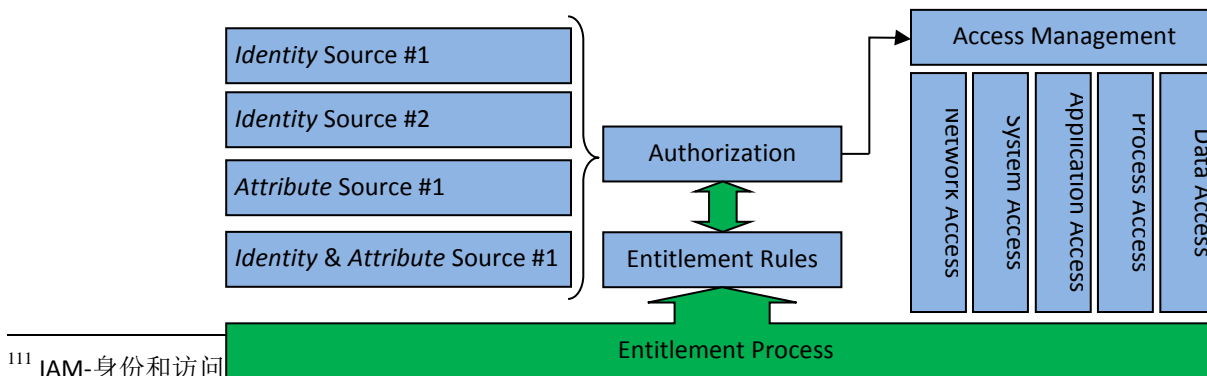 Identity Source #1
Identity Source #2
Attribute Source #1
Identity & Attribute Source #1
Authorization
Entitlement Rules
Access Management
Network Access
System Access
Application Access
Process Access
Data Access
Entitlement Process
111 IAM-身份和访问